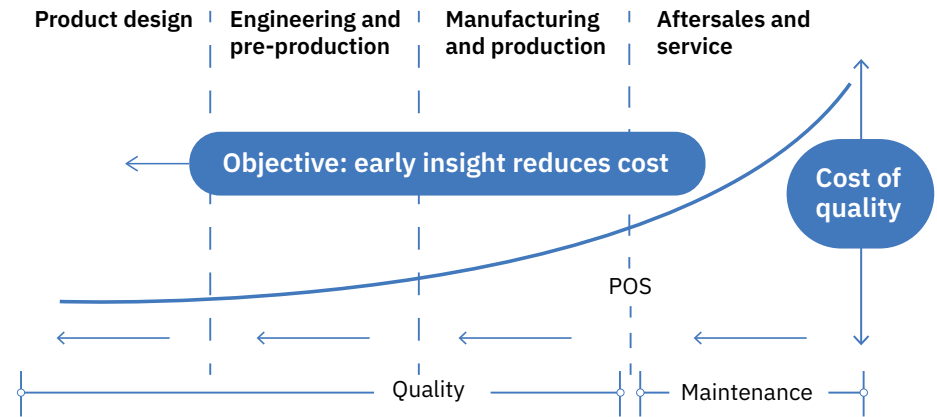 Product design
Engineering and
pre-production
Manufacturing
and production
Aftersales and
service
Objective: early insight reduces cost
Cost of
quality
POS
Quality
Maintenance